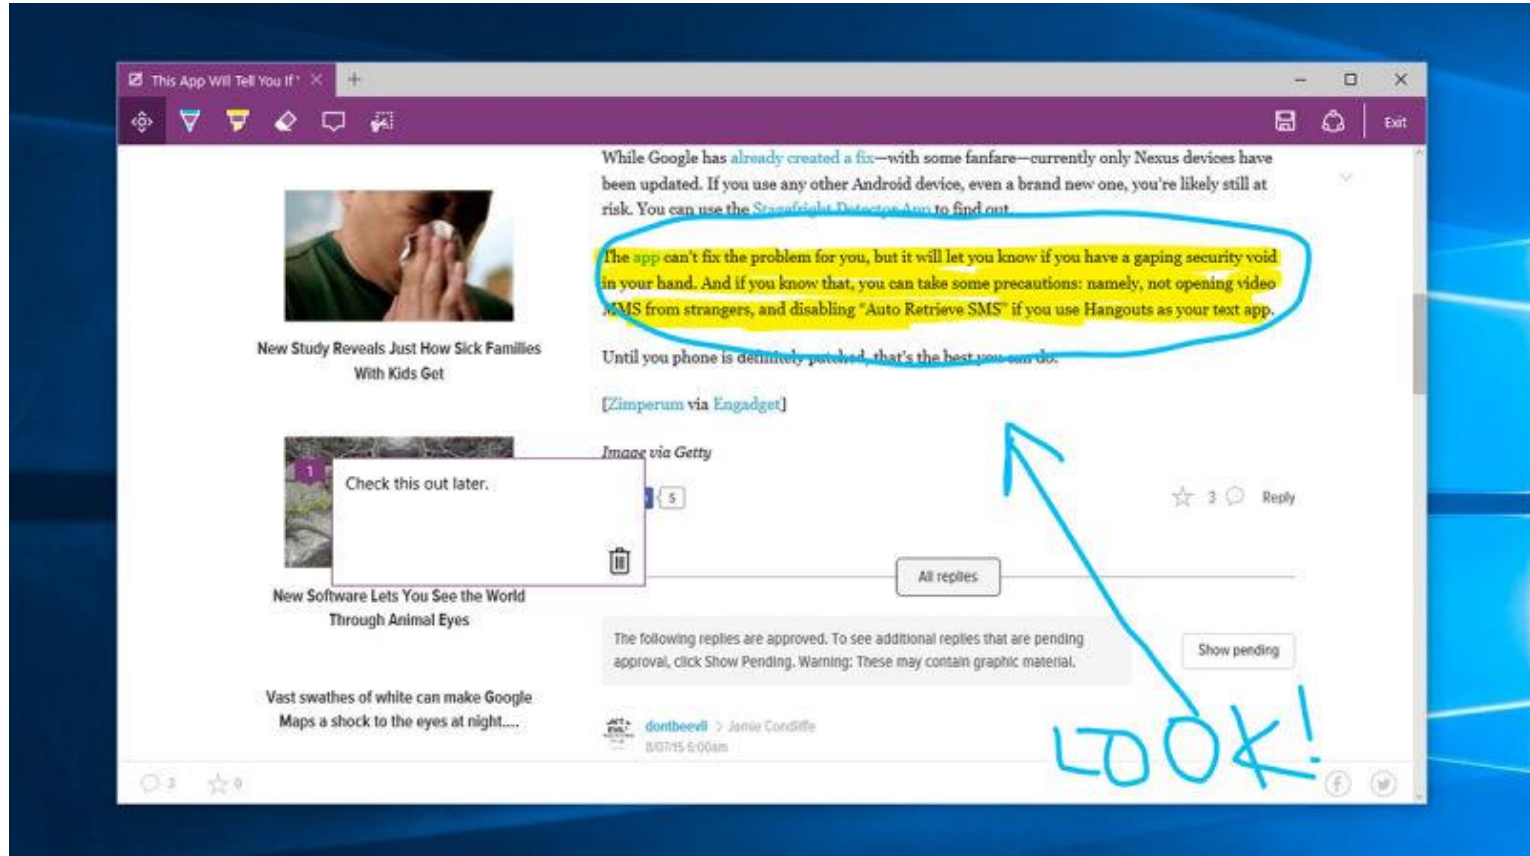 This App Will Tell You If
Exit
While Google has already created a fix—with some fanfare—currently only Nexus devices have
been updated. If you use any other Android device, even a brand new one, you're likely still at
risk. You can use the Stagefright Detector App to find out.
The app can't fix the problem for you, but it will let you know if you have a gaping security void
in your hand. And if you know that, you can take some precautions: namely, not opening video
MMS from strangers, and disabling "Auto Retrieve SMS" if you use Hangouts as your text app.
Until you phone is definitely patched, that's the best you can do.
[Zimperum via Engadget]
Image via Getty
5
3
Reply
New Study Reveals Just How Sick Families
With Kids Get
1
Check this out later.
New Software Lets You See the World
Through Animal Eyes
Vast swathes of white can make Google
Maps a shock to the eyes at night....
All replies
The following replies are approved. To see additional replies that are pending
approval, click Show Pending. Warning: These may contain graphic material.
Show pending
dontbeevil > Jamie Condliffe
8/07/15 6:00am
LOOK!
3
0